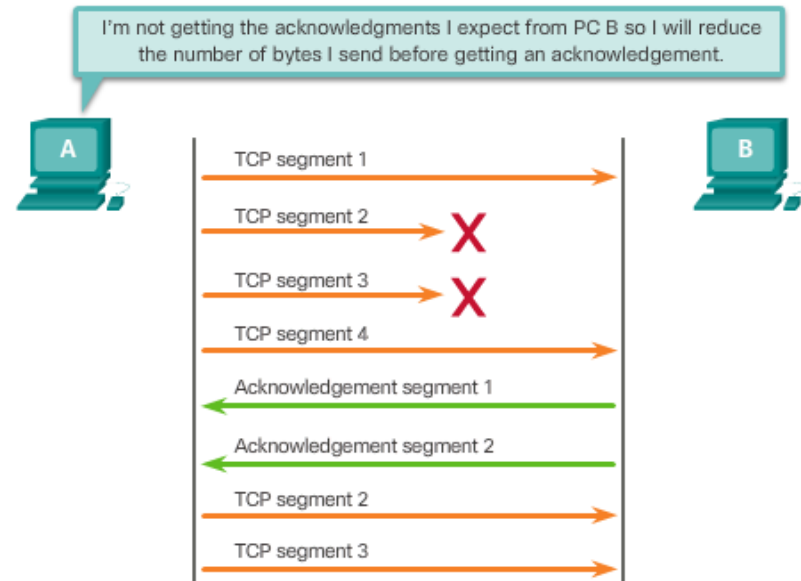 I'm not getting the acknowledgments I expect from PC B so I will reduce
the number of bytes I send before getting an acknowledgement.
A
B
TCP segment 1
TCP segment 2
X
TCP segment 3
X
TCP segment 4
Acknowledgement segment 1
Acknowledgement segment 2
TCP segment 2
TCP segment 3